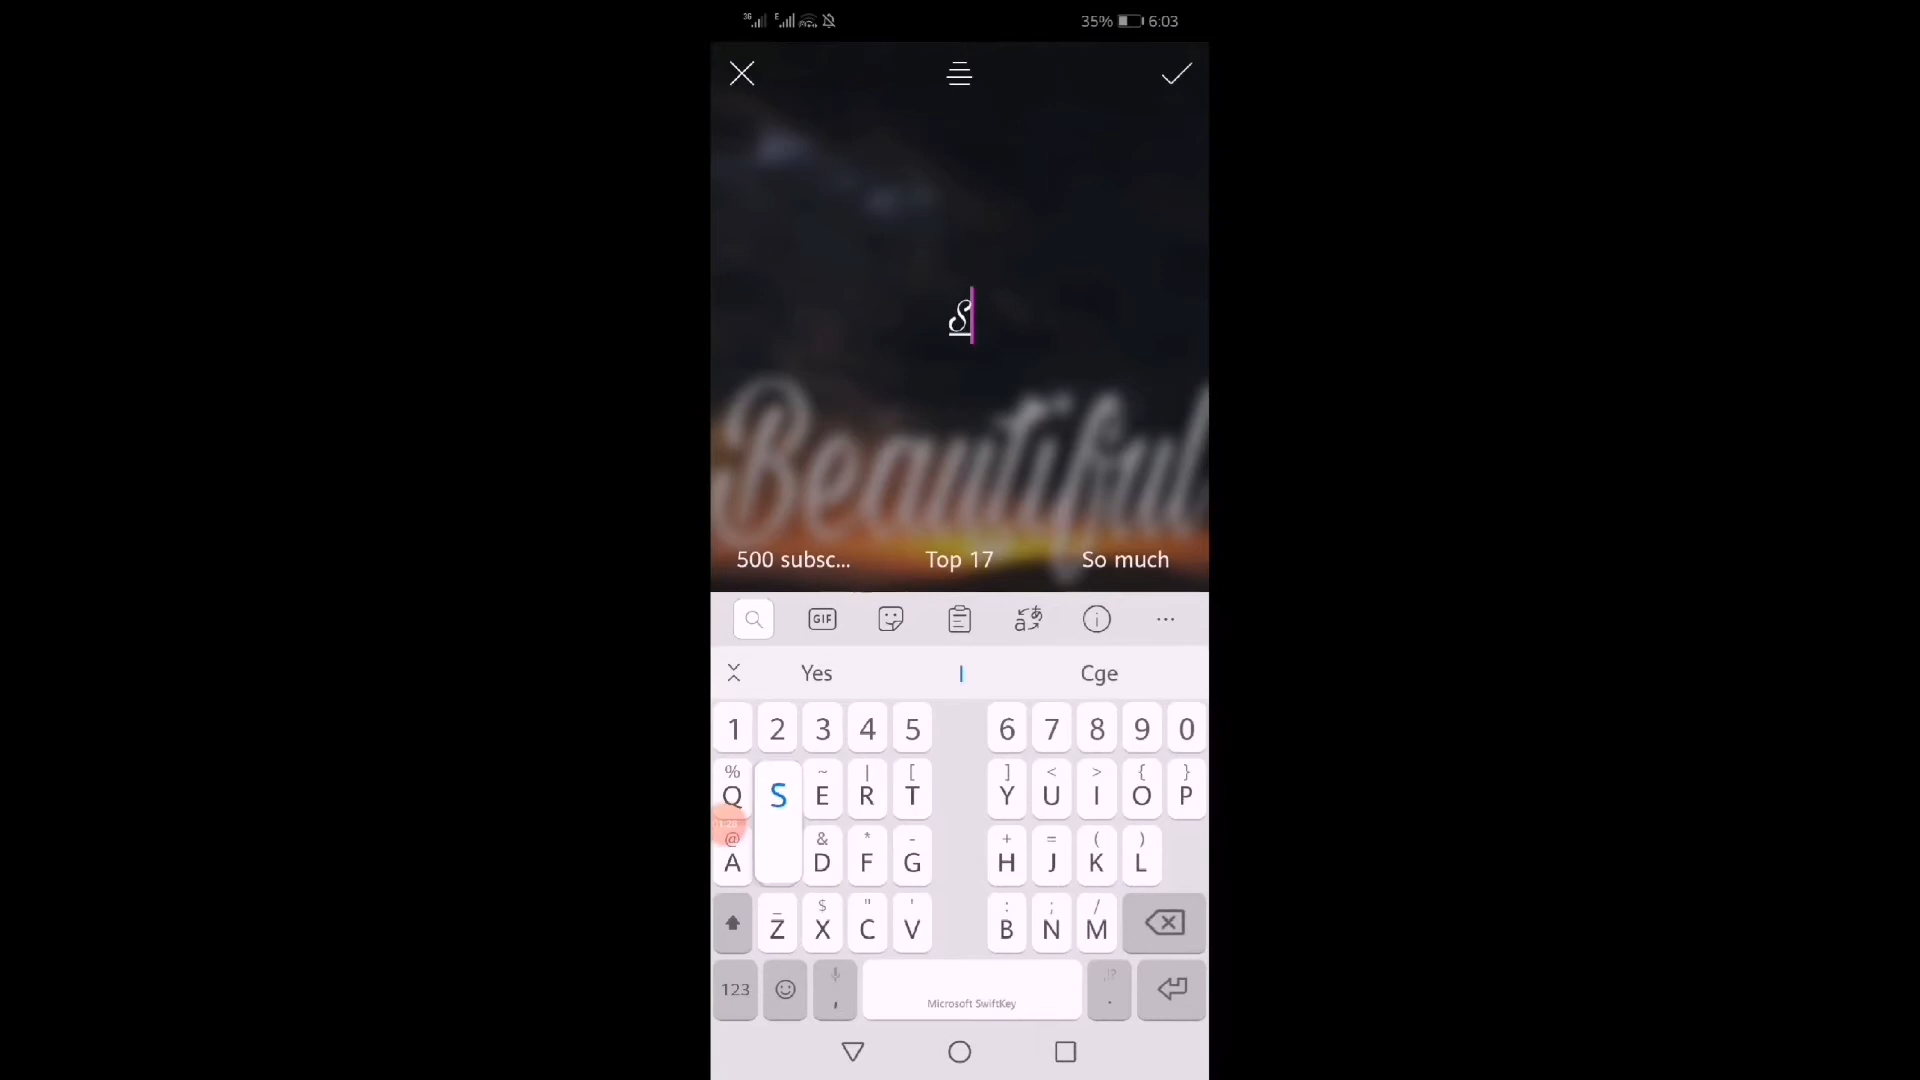 3G E 35% 6:03
S
Beautiful
500 subsc... Top 17 So much
GIF
Yes I Cge
1 2 3 4 5 6 7 8 9 0
% ~ | [ ] < > { }
Q S E R T Y U I O P
@ & * - + = ( )
A D F G H J K L
_ $ " ' : ; /
Z X C V B N M
123 , Microsoft SwiftKey .